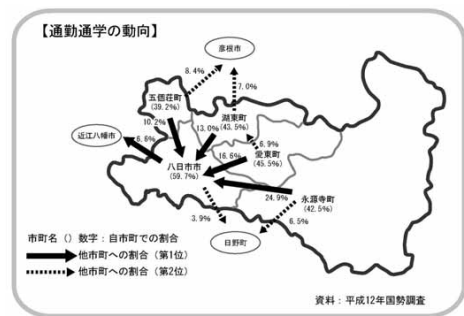 【通勤通学の動向】
彦根市
8.4%
7.0%
五個荘町
(39.2%)
湖東町
(43.5%)
10.2%
13.0%
6.9%
近江八幡市
6.6%
愛東町
(45.5%)
16.6%
八日市市
(59.7%)
24.9%
永源寺町
(42.5%)
3.9%
6.5%
日野町
市町名()数字:自市町での割合
他市町への割合(第1位)
他市町への割合(第2位)
資料:平成12年国勢調査